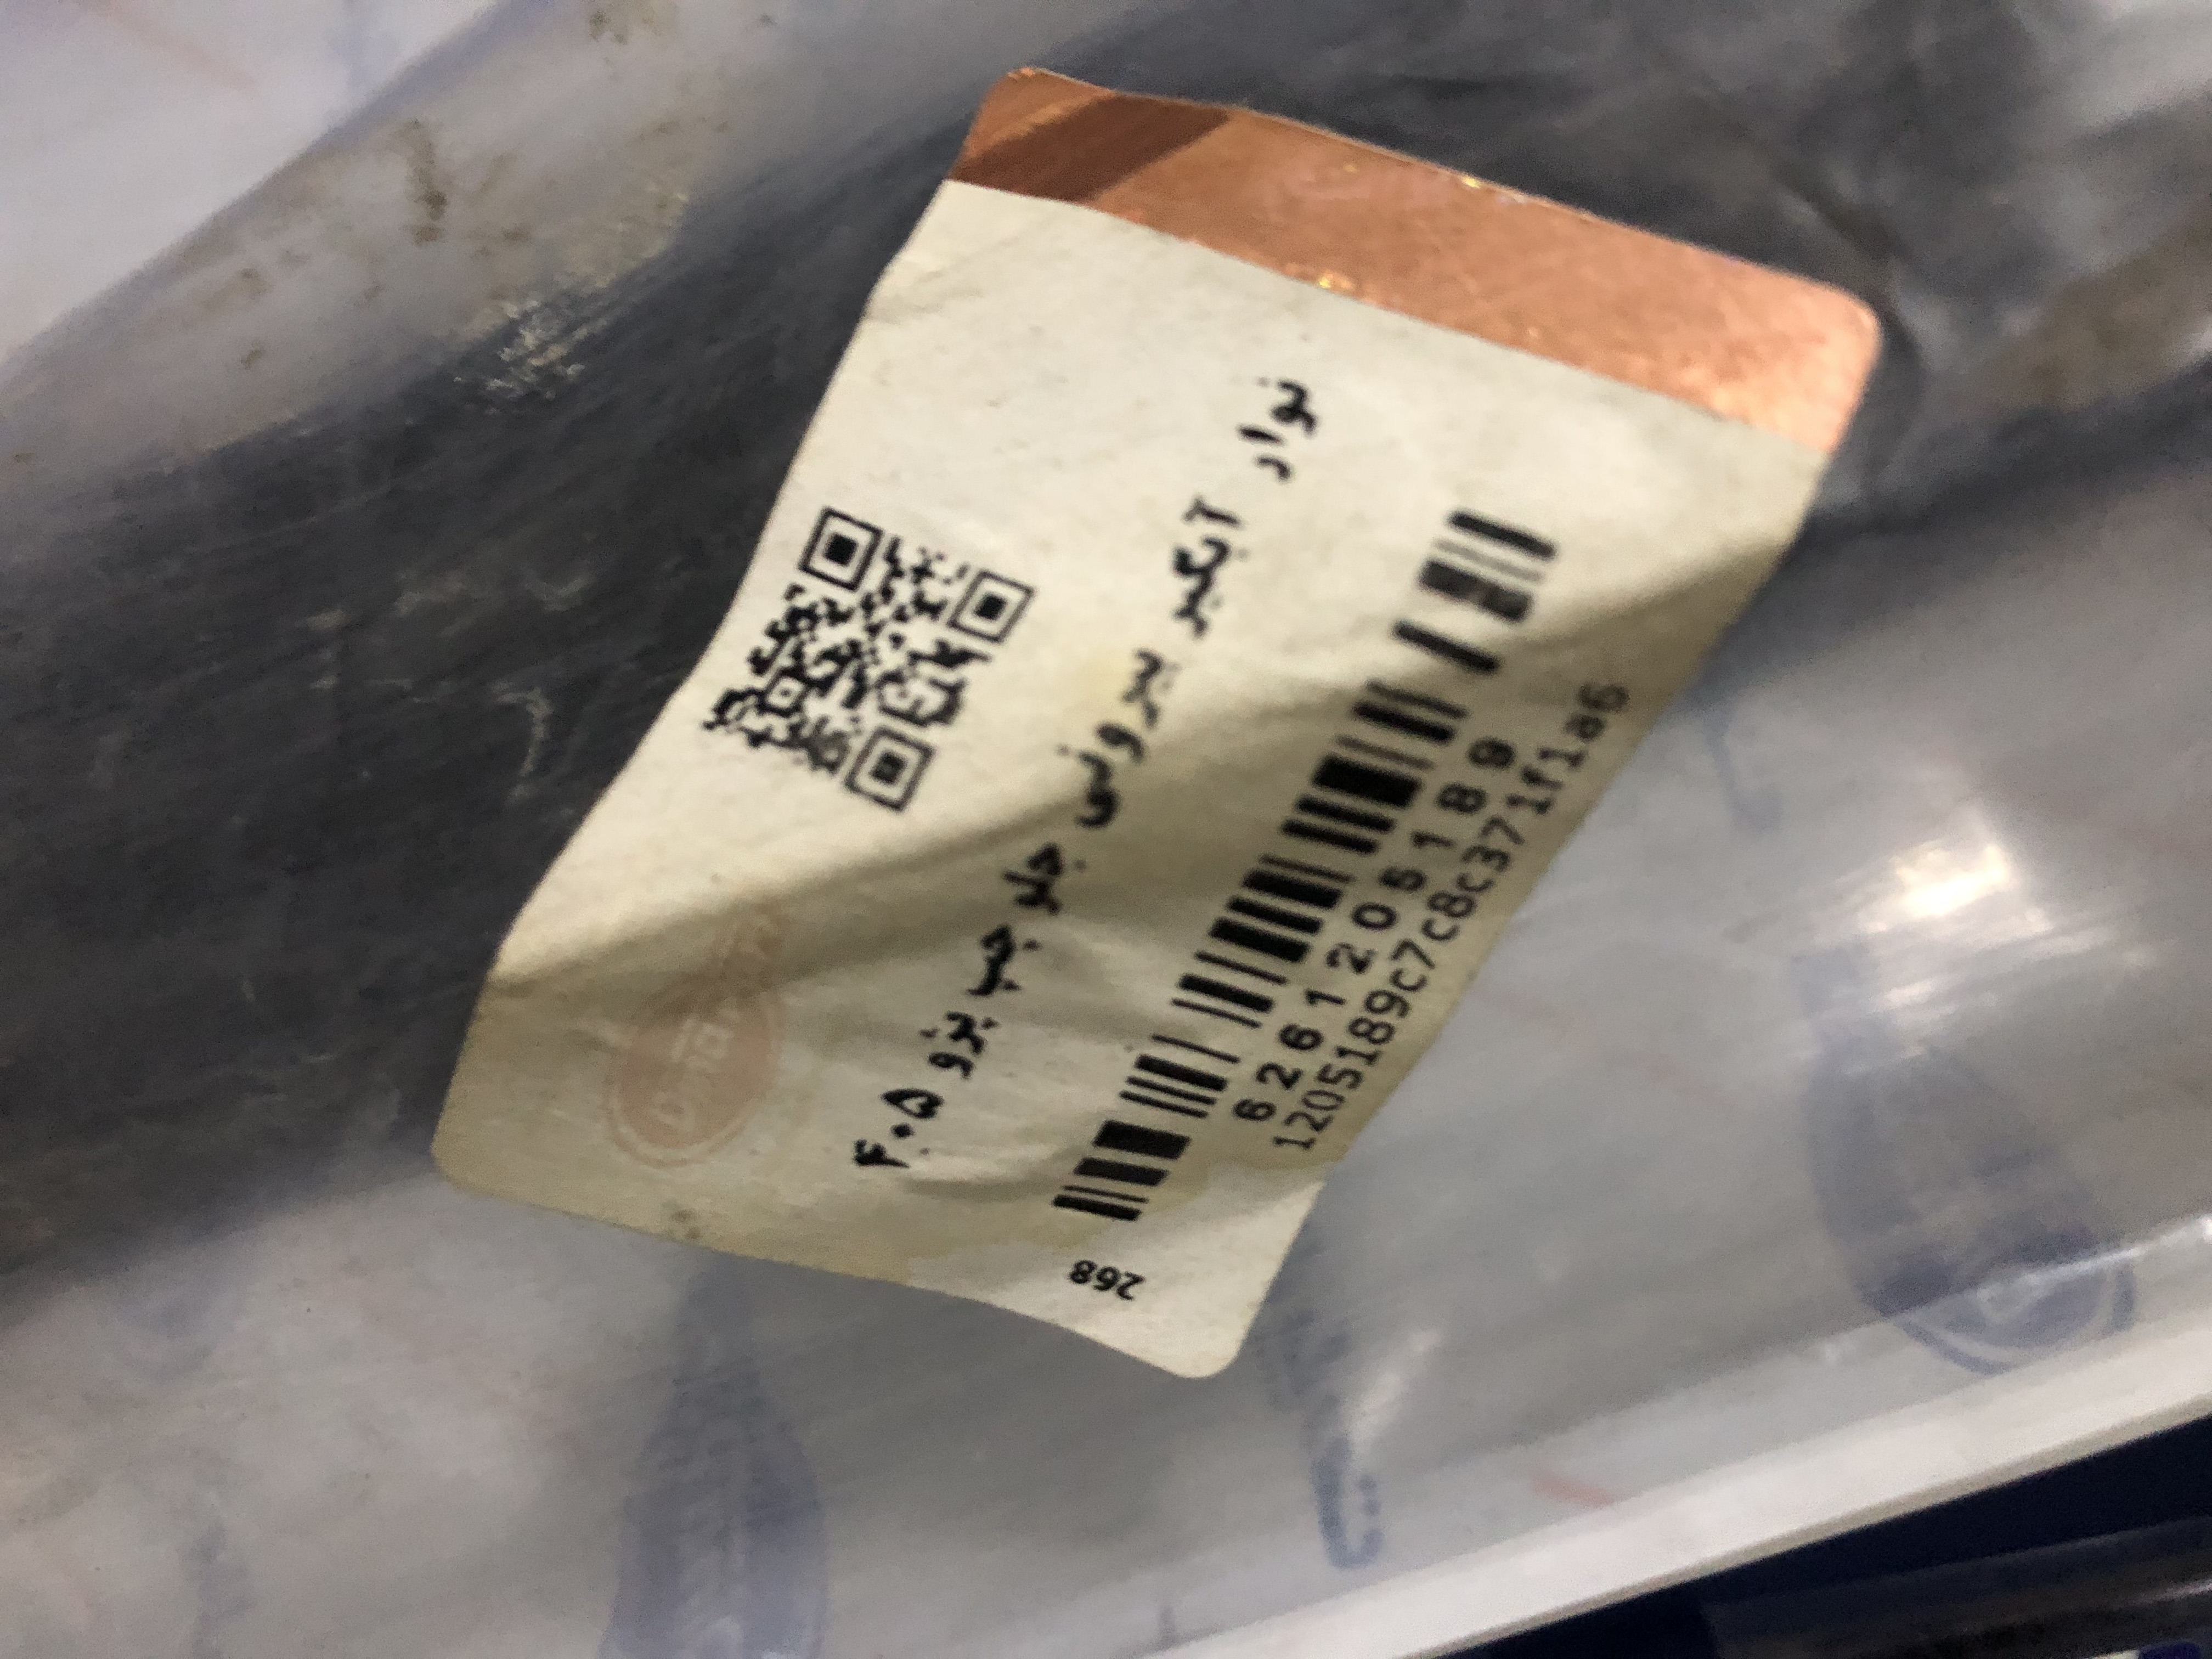 نوار آبگیر بیرونی جلو چپ پژو ۴۰۵
6261205189
1205189c7c8c371f1a6
268